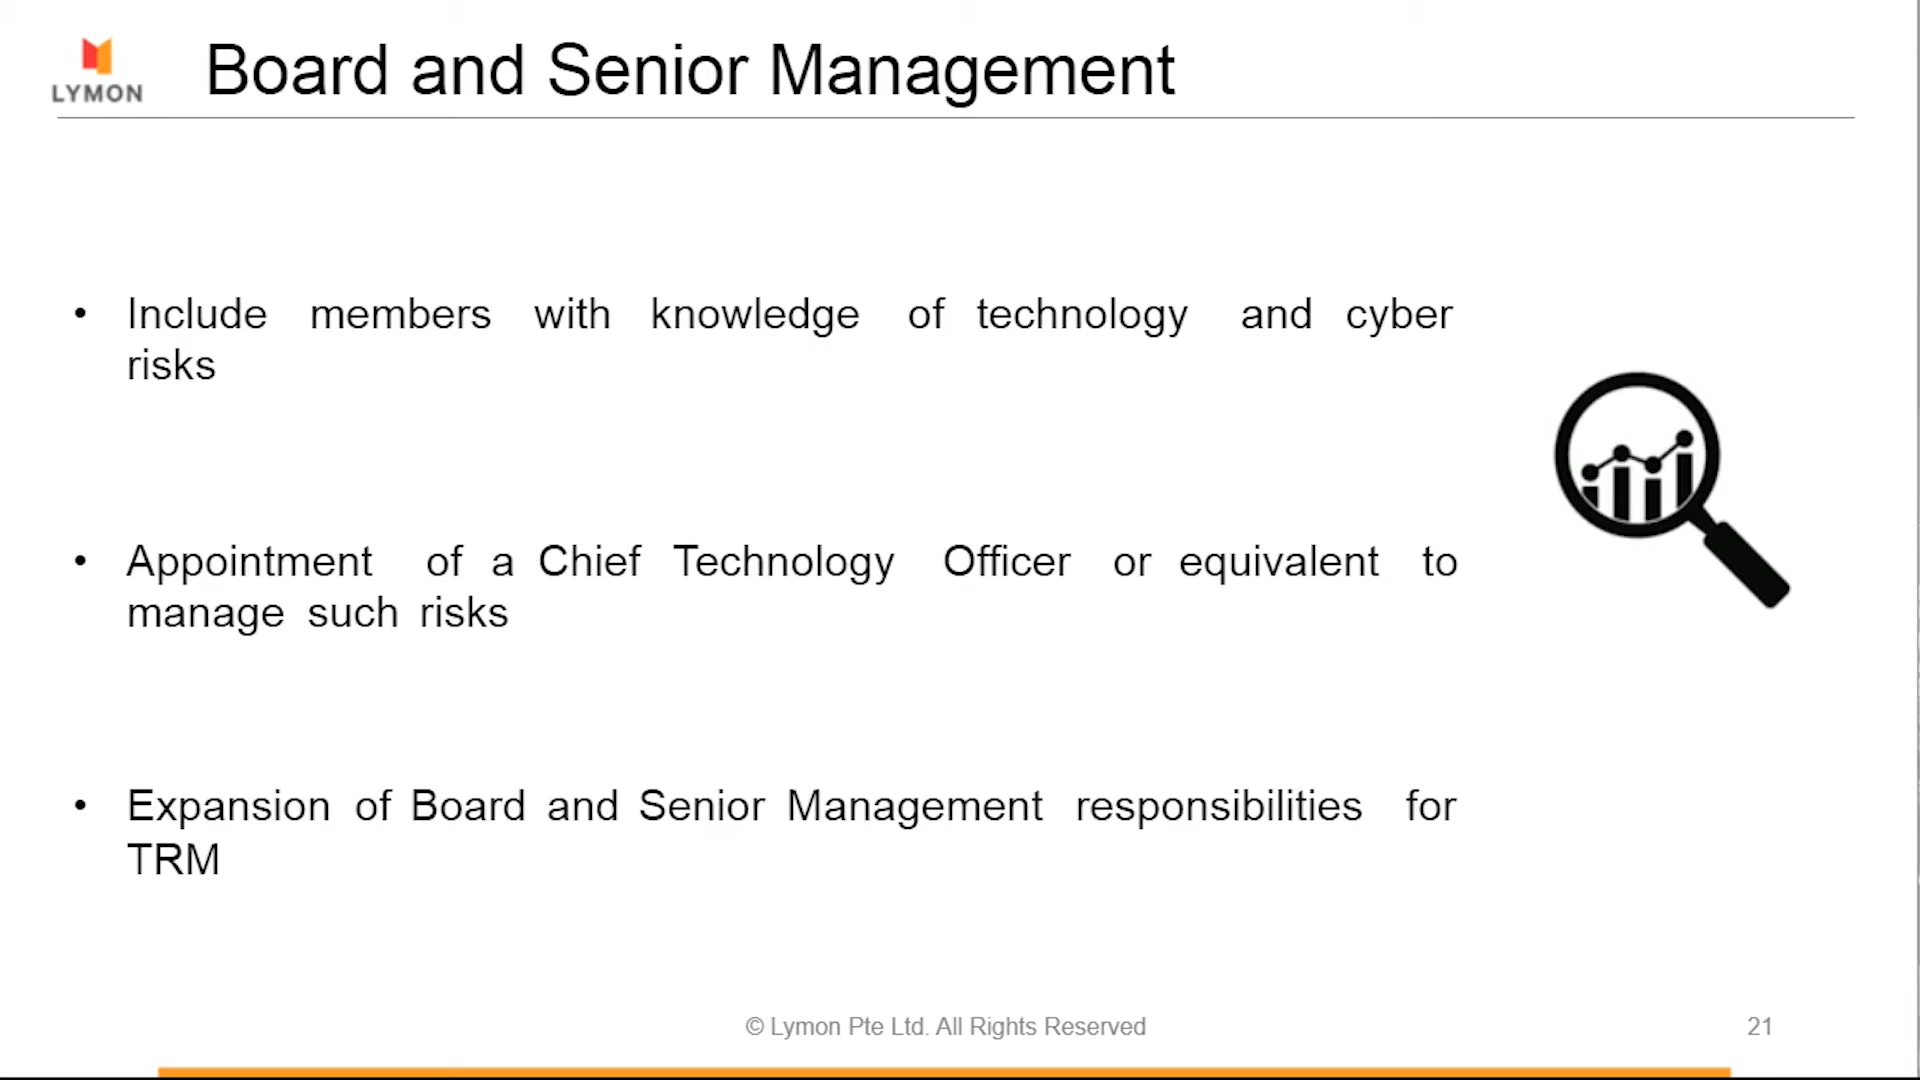 LYMON
Board and Senior Management
• Include members with knowledge of technology and cyber
risks
• Appointment of a Chief Technology Officer or equivalent to
manage such risks
• Expansion of Board and Senior Management responsibilities for
TRM
© Lymon Pte Ltd. All Rights Reserved
21